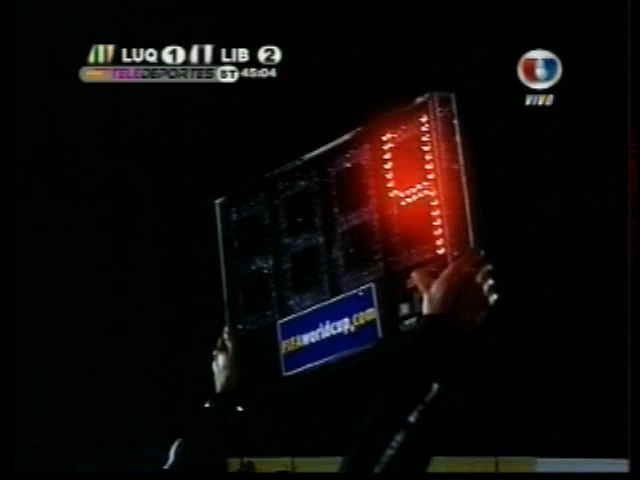 LUQ 1 LIB 2
TELEDEPORTES ST 45:04
VIVO
4
FIFAworldcup.com